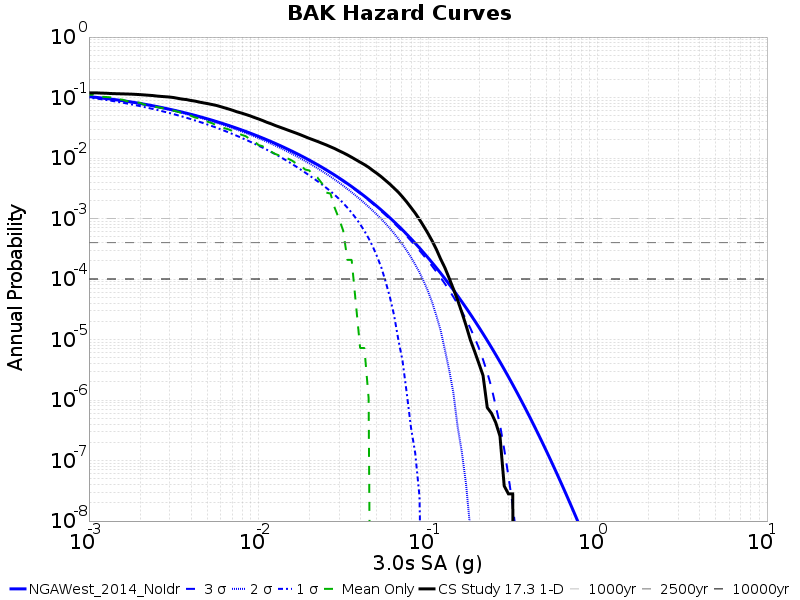 BAK Hazard Curves
10^0
10^-1
10^-2
10^-3
10^-4
10^-5
10^-6
10^-7
10^-8
Annual Probability
10^-3 10^-2 10^-1 10^0 10^1
3.0s SA (g)
NGAWest_2014_NoIdr 3 σ 2 σ 1 σ Mean Only CS Study 17.3 1-D 1000yr 2500yr 10000yr